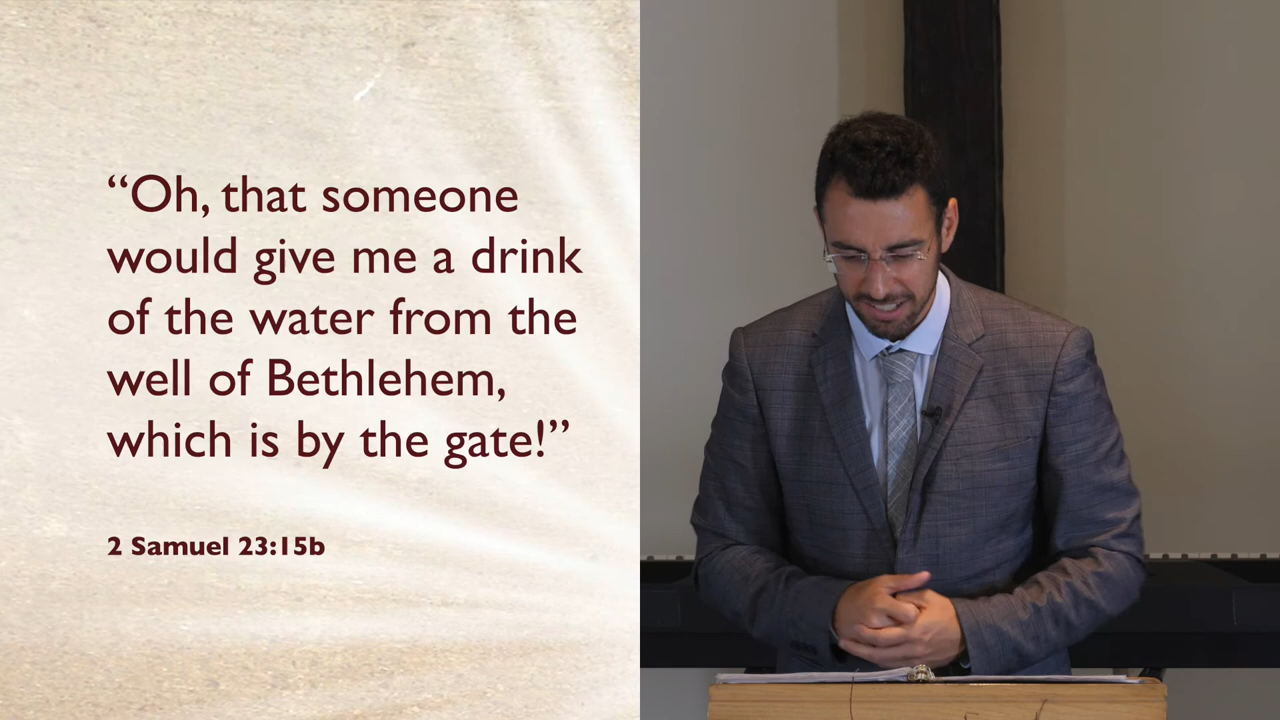 “Oh, that someone
would give me a drink
of the water from the
well of Bethlehem,
which is by the gate!”
2 Samuel 23:15b